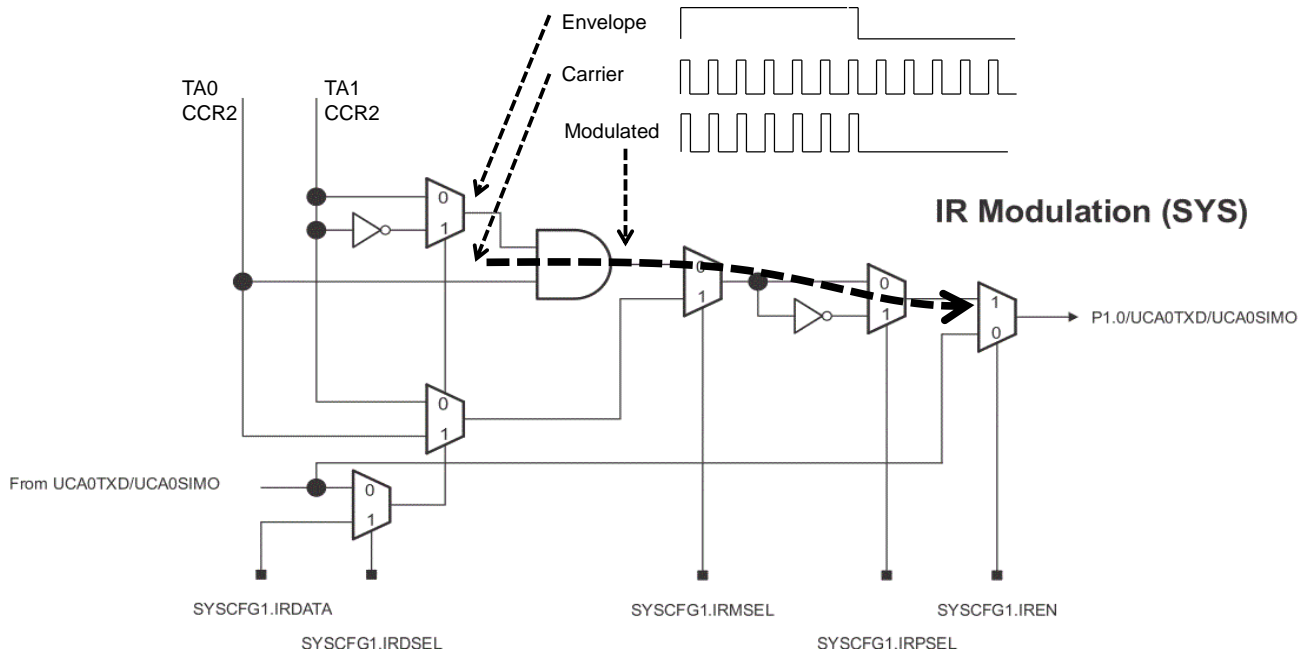 Envelope
Carrier
Modulated
TA0
CCR2
TA1
CCR2
IR Modulation (SYS)
0
1
0
1
0
1
1
0
P1.0/UCA0TXD/UCA0SIMO
0
1
From UCA0TXD/UCA0SIMO
0
1
SYSCFG1.IRDATA
SYSCFG1.IRMSEL
SYSCFG1.IREN
SYSCFG1.IRDSEL
SYSCFG1.IRPSEL